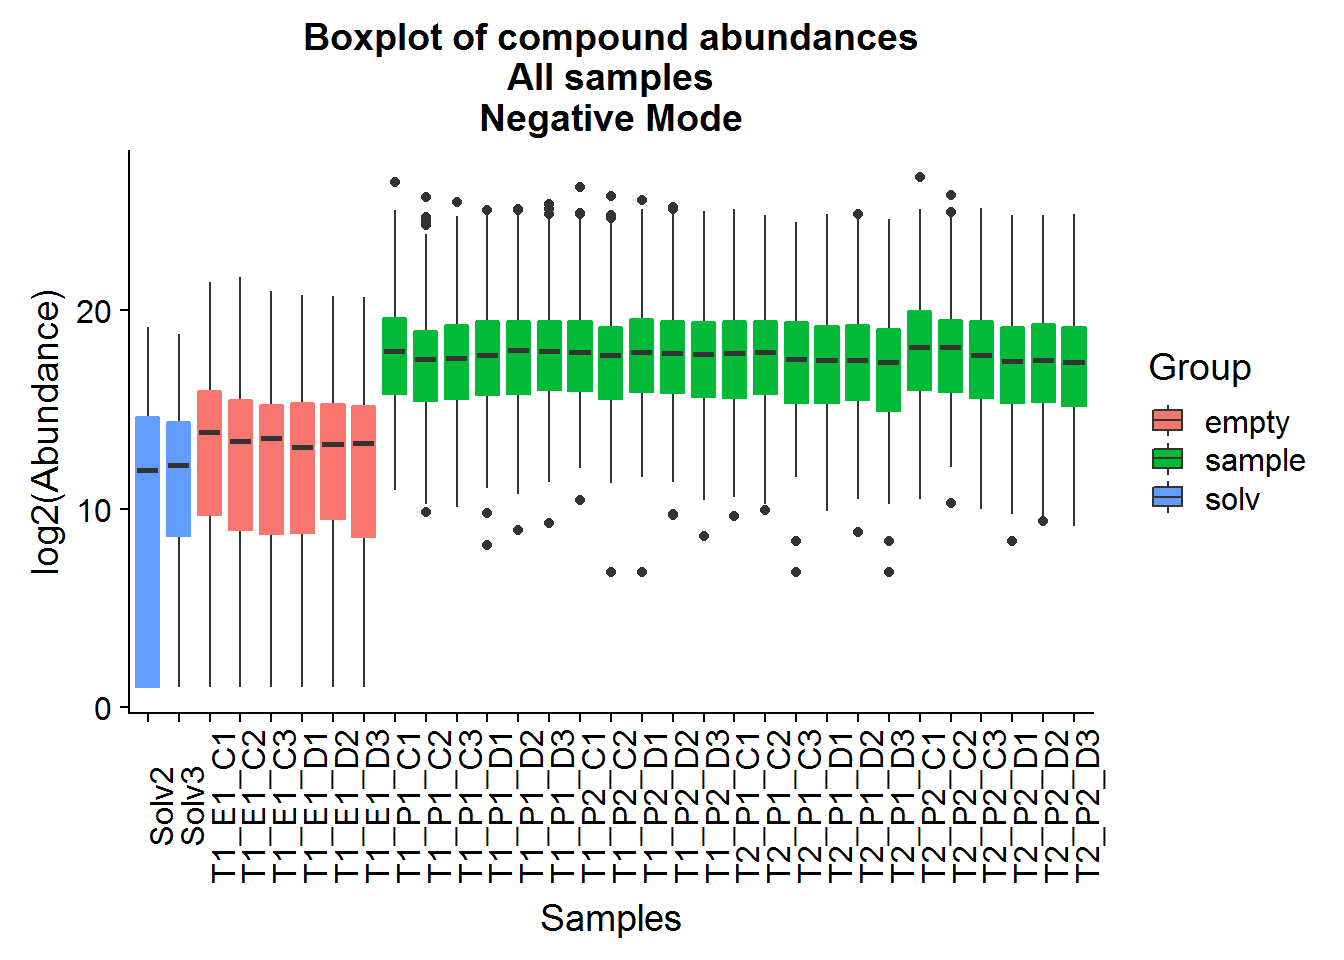 Boxplot of compound abundances
All samples
Negative Mode
log2(Abundance)
20
10
0
Solv2
Solv3
T1_E1_C1
T1_E1_C2
T1_E1_C3
T1_E1_D1
T1_E1_D2
T1_E1_D3
T1_P1_C1
T1_P1_C2
T1_P1_C3
T1_P1_D1
T1_P1_D2
T1_P1_D3
T1_P2_C1
T1_P2_C2
T1_P2_D1
T1_P2_D2
T1_P2_D3
T2_P1_C1
T2_P1_C2
T2_P1_C3
T2_P1_D1
T2_P1_D2
T2_P1_D3
T2_P2_C1
T2_P2_C2
T2_P2_C3
T2_P2_D1
T2_P2_D2
T2_P2_D3
Samples
Group
empty
sample
solv